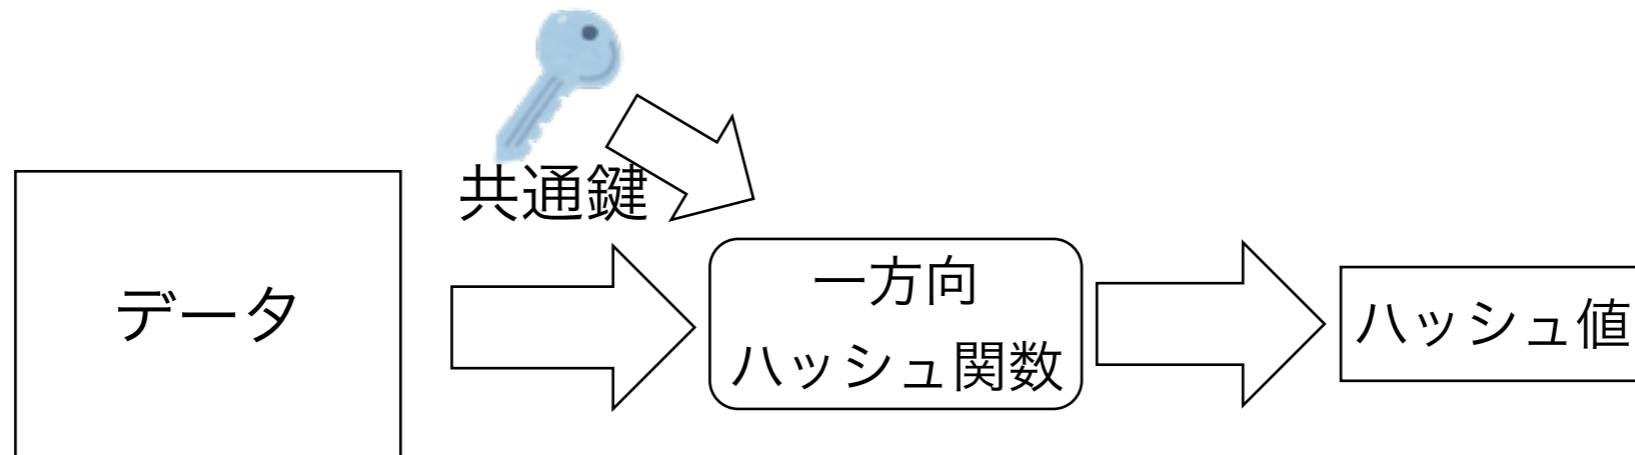 共通鍵
データ
一方向
ハッシュ関数
ハッシュ値